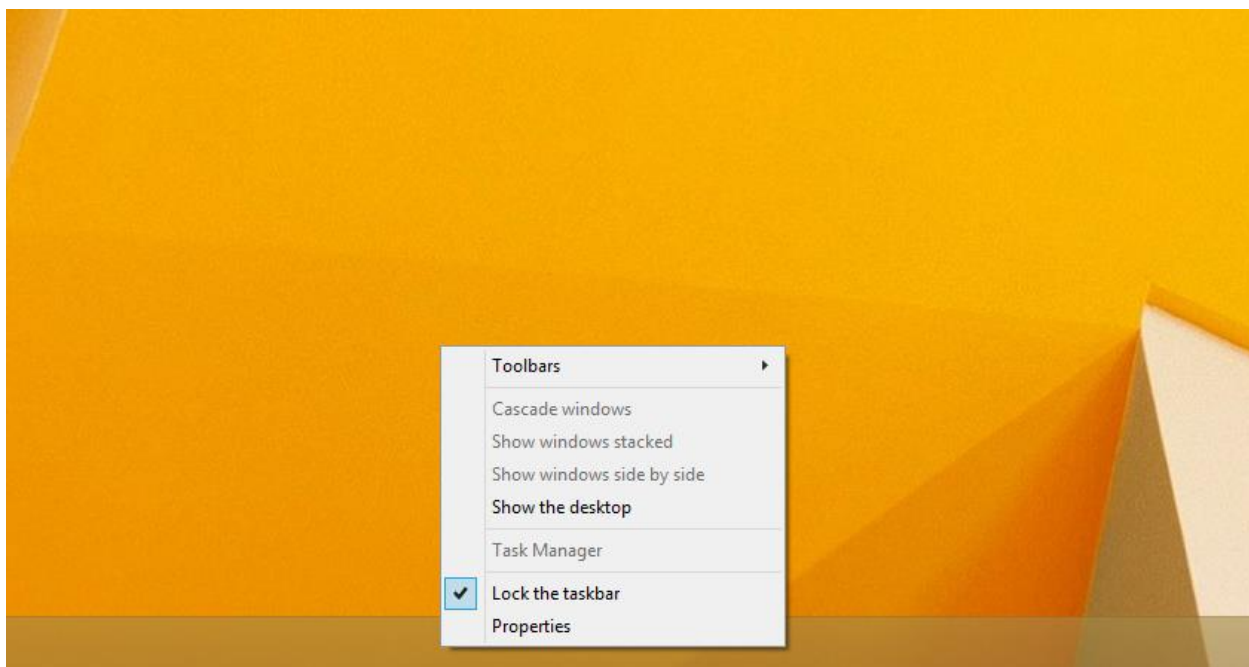 Toolbars
Cascade windows
Show windows stacked
Show windows side by side
Show the desktop
Task Manager
Lock the taskbar
Properties